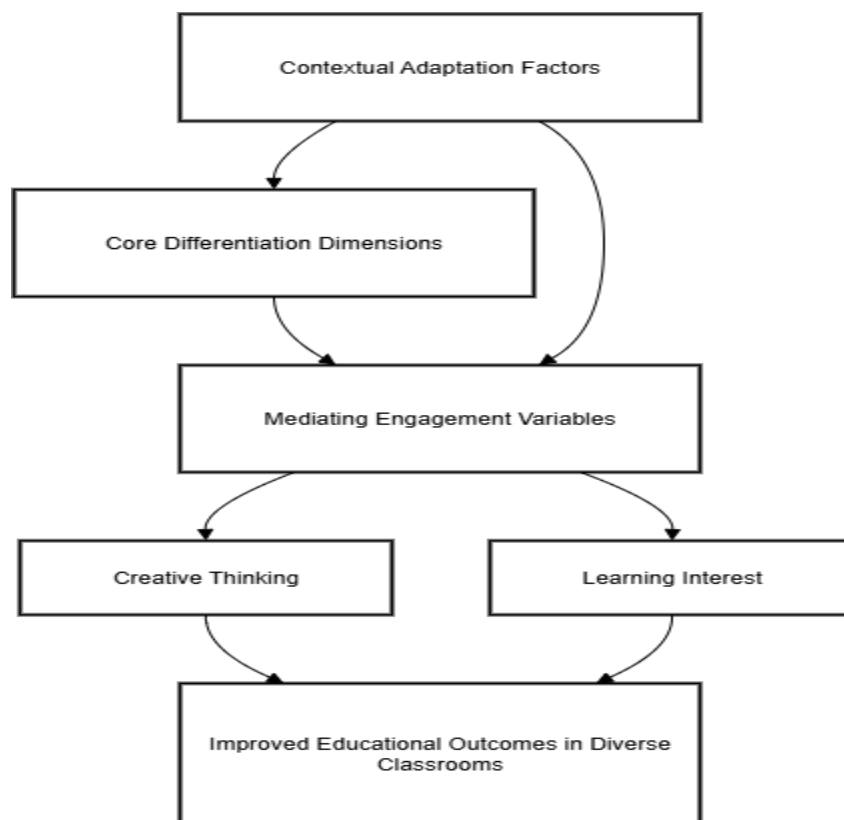 Contextual Adaptation Factors
Core Differentiation Dimensions
Mediating Engagement Variables
Creative Thinking
Learning Interest
Improved Educational Outcomes in Diverse
Classrooms